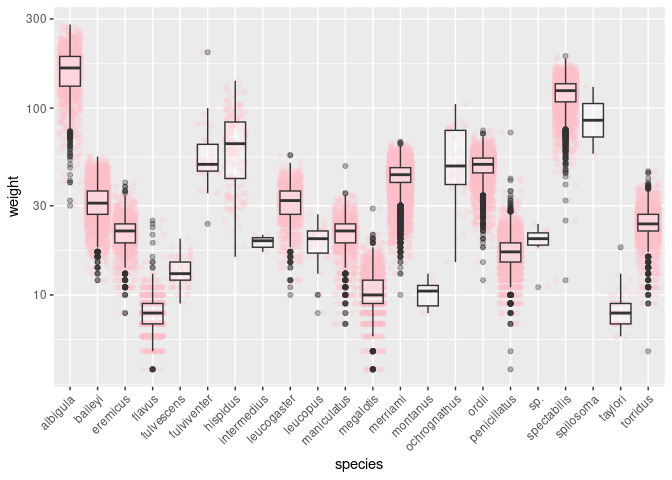 300
100
30
10
weight
albigula
baileyi
eremicus
flavus
fulvescens
fulviventer
hispidus
intermedius
leucogaster
leucopus
maniculatus
megalotis
merriami
montanus
ochrognathus
ordii
penicillatus
sp.
spectabilis
spilosoma
taylori
torridus
species